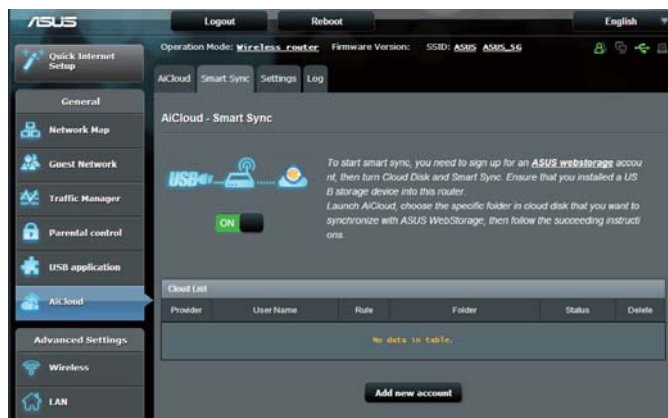 ASUS
Logout
Reboot
English
Quick Internet
Setup
Operation Mode: Wireless router Firmware Version: SSID: ASUS ASUS_5G
AiCloud Smart Sync Settings Log
General
Network Map
Guest Network
Traffic Manager
Parental control
USB application
AiCloud
Advanced Settings
Wireless
LAN
AiCloud - Smart Sync
USB
ON
To start smart sync, you need to sign up for an ASUS webstorage accou
nt, then turn Cloud Disk and Smart Sync. Ensure that you installed a US
B storage device into this router.
Launch AiCloud, choose the specific folder in cloud disk that you want to
synchronize with ASUS WebStorage, then follow the succeeding instructi
ons.
Cloud List
Provider User Name Rule Folder Status Delete
No data in table.
Add new account